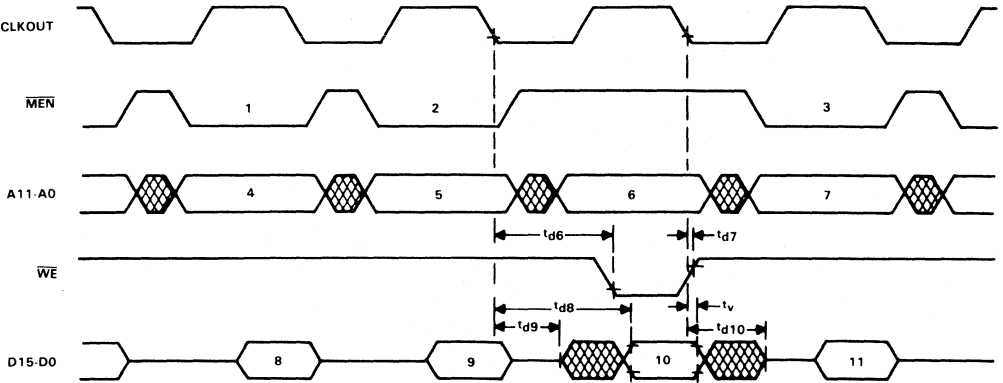 CLKOUT
MEN
1 2 3
A11-A0
4 5 6 7
td6 td7
WE
td8 tv
td9 td10
D15-D0
8 9 10 11